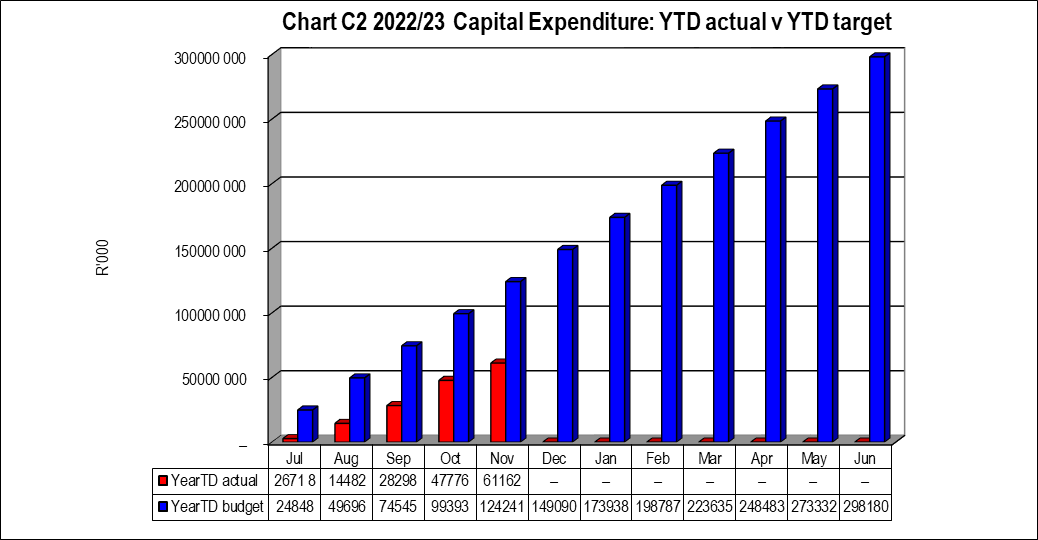 Chart C2 2022/23 Capital Expenditure: YTD actual v YTD target
300000 000
250000 000
200000 000
150000 000
100000 000
50000 000
–
R'000
Jul Aug Sep Oct Nov Dec Jan Feb Mar Apr May Jun
YearTD actual 2671 8 14482 28298 47776 61162 – – – – – – –
YearTD budget 24848 49696 74545 99393 124241 149090 173938 198787 223635 248483 273332 298180